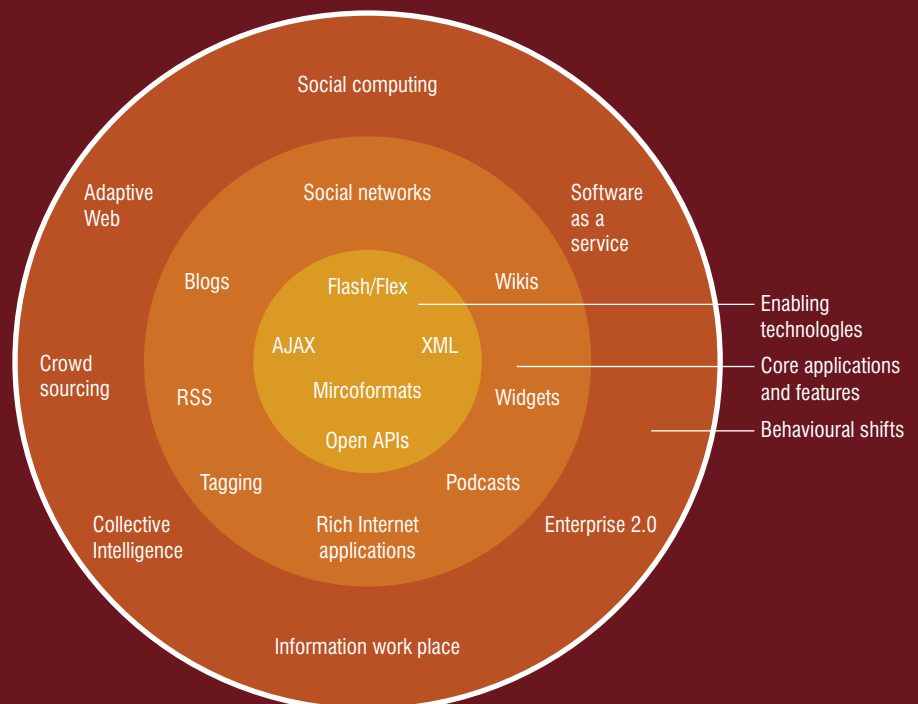 Social computing
Adaptive
Web
Social networks
Software
as a
service
Blogs
Flash/Flex
Wikis
Enabling
technologles
AJAX
XML
Crowd
sourcing
Core applications
and features
RSS
Mircoformats
Widgets
Behavioural shifts
Open APIs
Tagging
Podcasts
Collective
Intelligence
Rich Internet
applications
Enterprise 2.0
Information work place